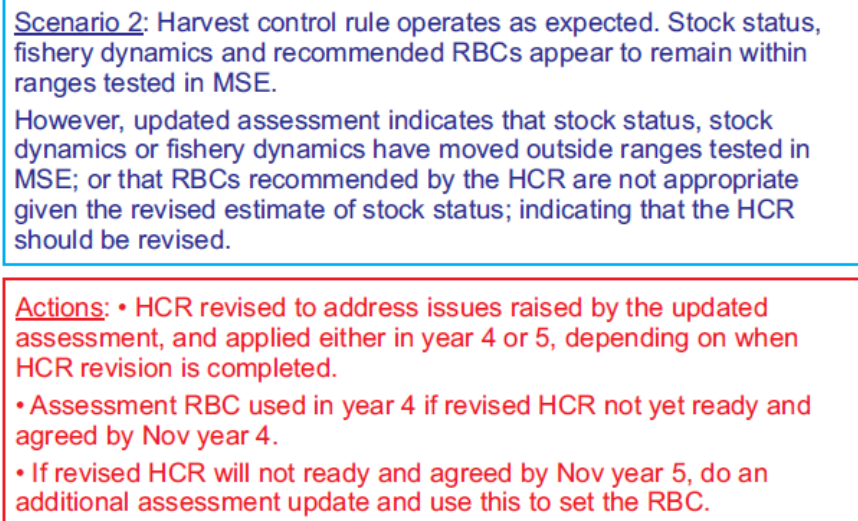 Scenario 2: Harvest control rule operates as expected. Stock status,
fishery dynamics and recommended RBCs appear to remain within
ranges tested in MSE.
However, updated assessment indicates that stock status, stock
dynamics or fishery dynamics have moved outside ranges tested in
MSE; or that RBCs recommended by the HCR are not appropriate
given the revised estimate of stock status; indicating that the HCR
should be revised.
Actions: • HCR revised to address issues raised by the updated
assessment, and applied either in year 4 or 5, depending on when
HCR revision is completed.
• Assessment RBC used in year 4 if revised HCR not yet ready and
agreed by Nov year 4.
• If revised HCR will not ready and agreed by Nov year 5, do an
additional assessment update and use this to set the RBC.